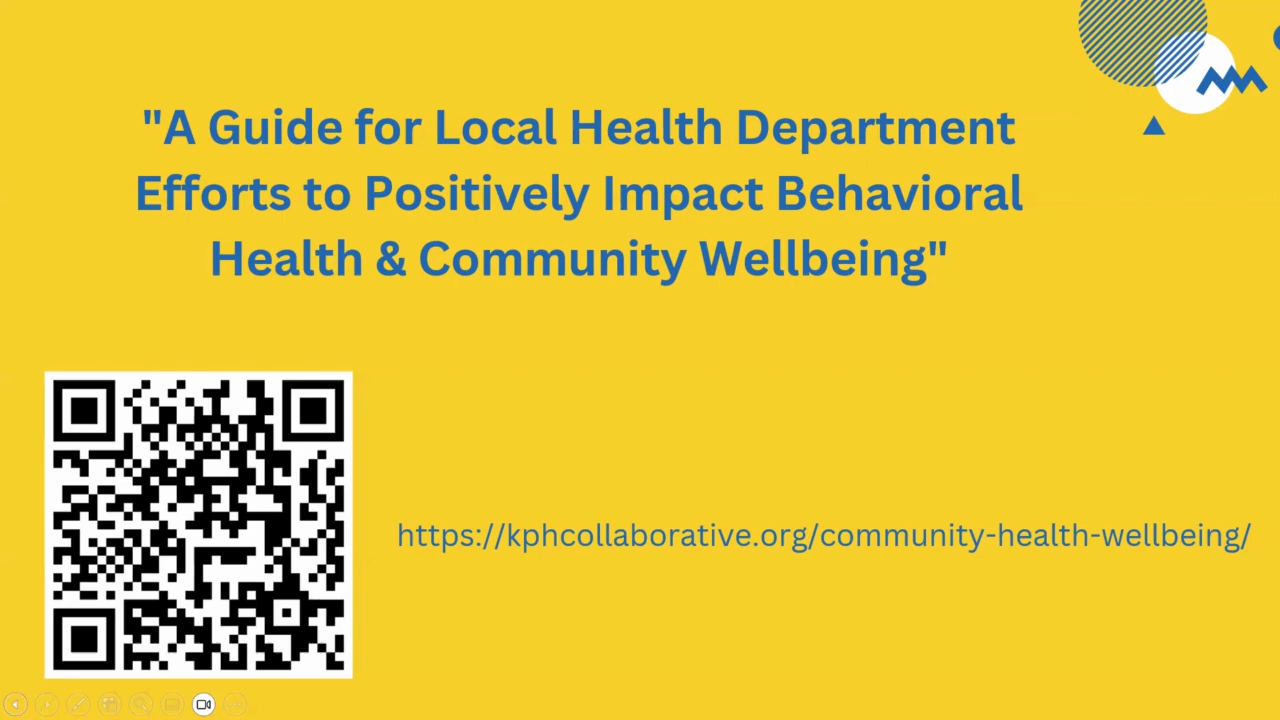 "A Guide for Local Health Department
Efforts to Positively Impact Behavioral
Health & Community Wellbeing"
https://kphcollaborative.org/community-health-wellbeing/